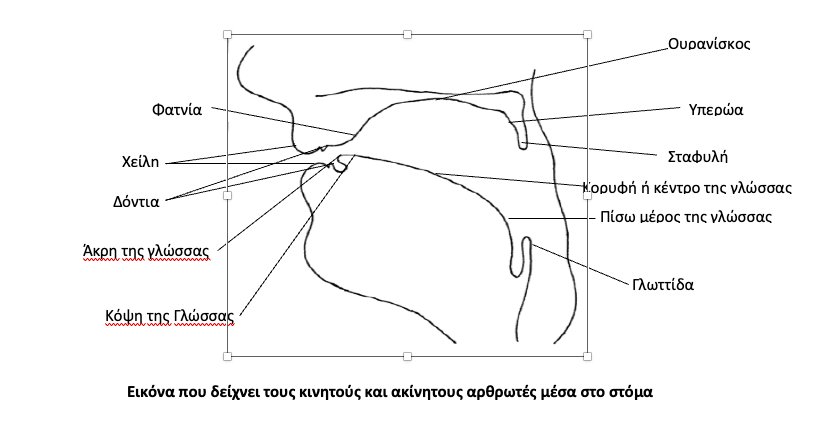 Ουρανίσκος
Φατνία
Υπερώα
Χείλη
Σταφυλή
Κορυφή ή κέντρο της γλώσσας
Δόντια
Πίσω μέρος της γλώσσας
Άκρη της γλώσσας
Γλωττίδα
Κόψη της Γλώσσας
Εικόνα που δείχνει τους κινητούς και ακίνητους αρθρωτές μέσα στο στόμα